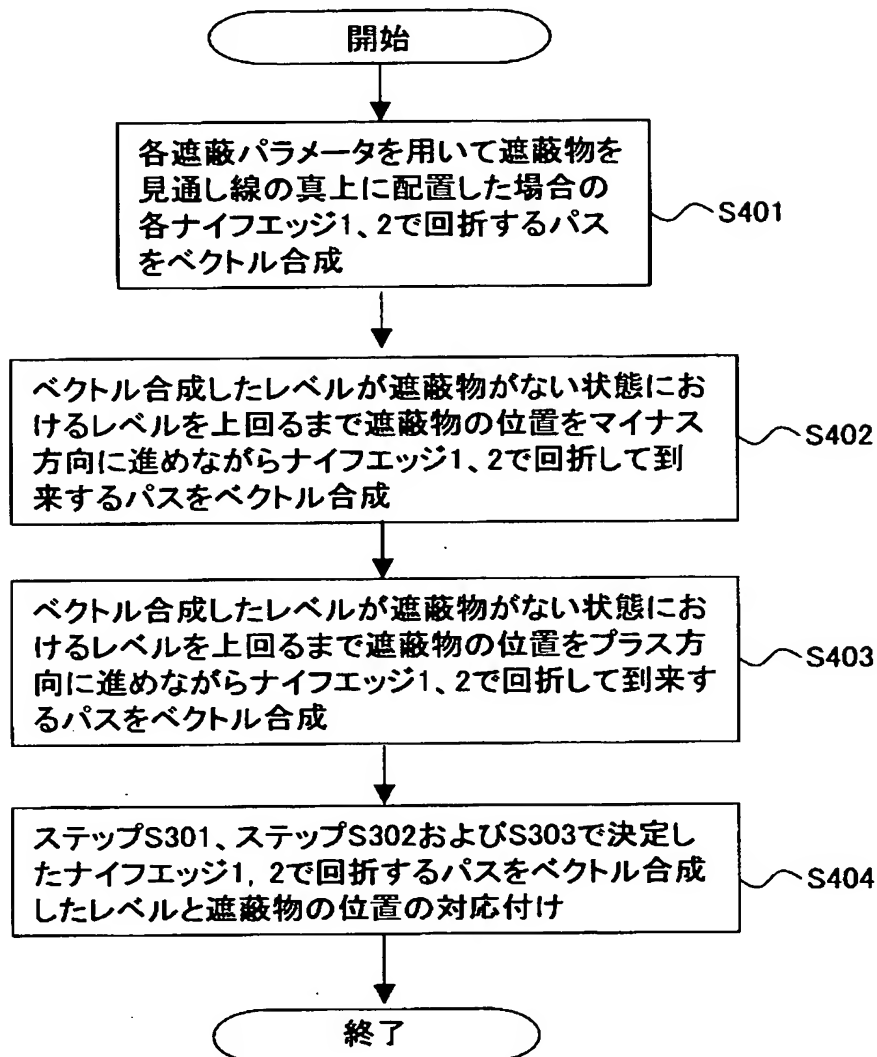 開始
各遮蔽パラメータを用いて遮蔽物を
見通し線の真上に配置した場合の
各ナイフエッジ1、2で回折するパス
をベクトル合成
S401
ベクトル合成したレベルが遮蔽物がない状態にお
けるレベルを上回るまで遮蔽物の位置をマイナス
方向に進めながらナイフエッジ1、2で回折して到
来するパスをベクトル合成
S402
ベクトル合成したレベルが遮蔽物がない状態にお
けるレベルを上回るまで遮蔽物の位置をプラス方
向に進めながらナイフエッジ1、2で回折して到来す
るパスをベクトル合成
S403
ステップS301、ステップS302およびS303で決定し
たナイフエッジ1, 2で回折するパスをベクトル合成
したレベルと遮蔽物の位置の対応付け
S404
終了